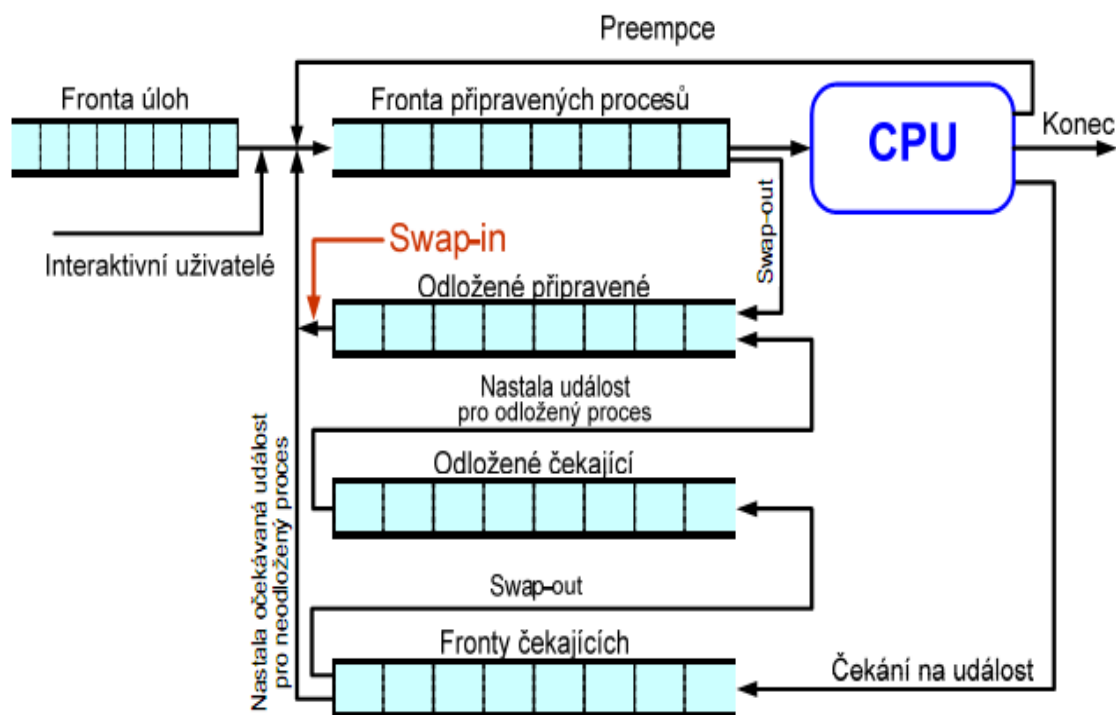 Preempce
Fronta úloh
Fronta připravených procesů
CPU
Konec
Swap-out
Interaktivní uživatelé
Swap-in
Odložené připravené
Nastala událost
pro odložený proces
Nastala očekávaná událost
pro neodložený proces
Odložené čekající
Swap-out
Fronty čekajících
Čekání na událost